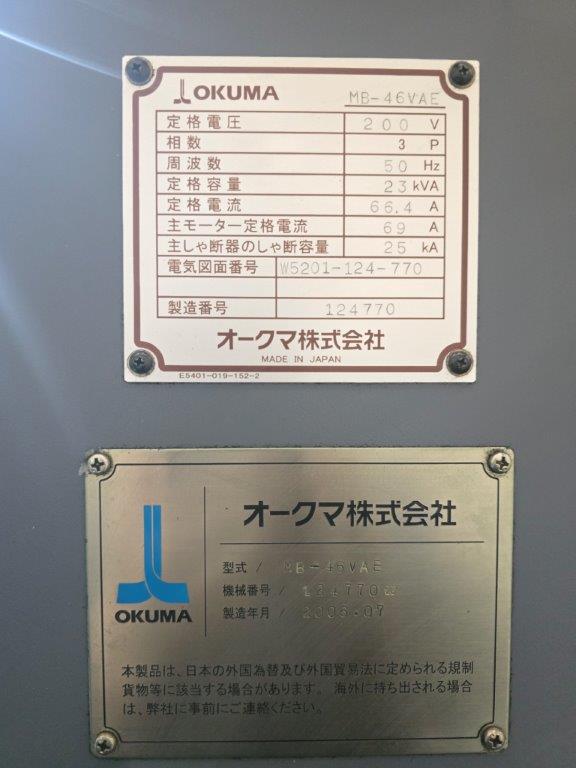 OKUMA MB-46VAE
定格電圧 200 V
相数 3 P
周波数 50 Hz
定格容量 23 kVA
定格電流 66.4 A
主モーター定格電流 69 A
主しゃ断器のしゃ断容量 25 kA
電気図面番号 W5201-124-770
製造番号 124770
オークマ株式会社
MADE IN JAPAN
E5401-019-152-2
オークマ株式会社
OKUMA
型式 / MB-46VAE
機械番号 / 124770
製造年月 / 2006.07
本製品は、日本の外国為替及び外国貿易法に定められる規制
貨物等に該当する場合があります。 海外に持ち出される場合
は、弊社に事前にご連絡ください。